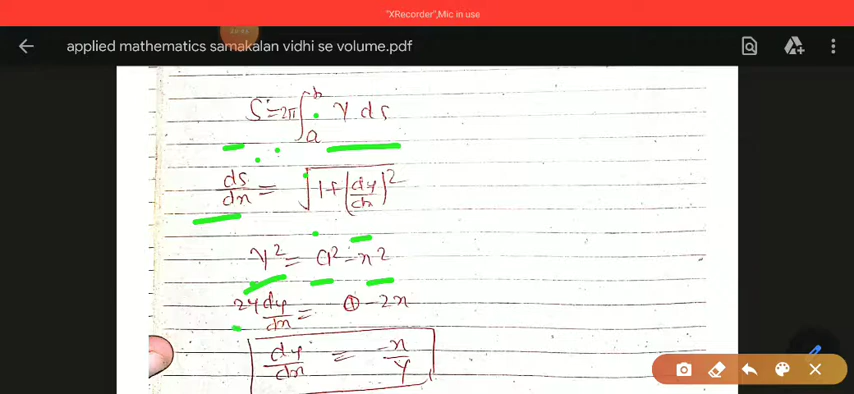 "XRecorder",Mic in use
applied mathematics samakalan vidhi se volume.pdf
S = 2π ∫ₐᵇ y ds
ds/dx = √(1+(dy/dx)²)
y² = a² - x²
2y dy/dx = 0 - 2x
dy/dx = -x/y